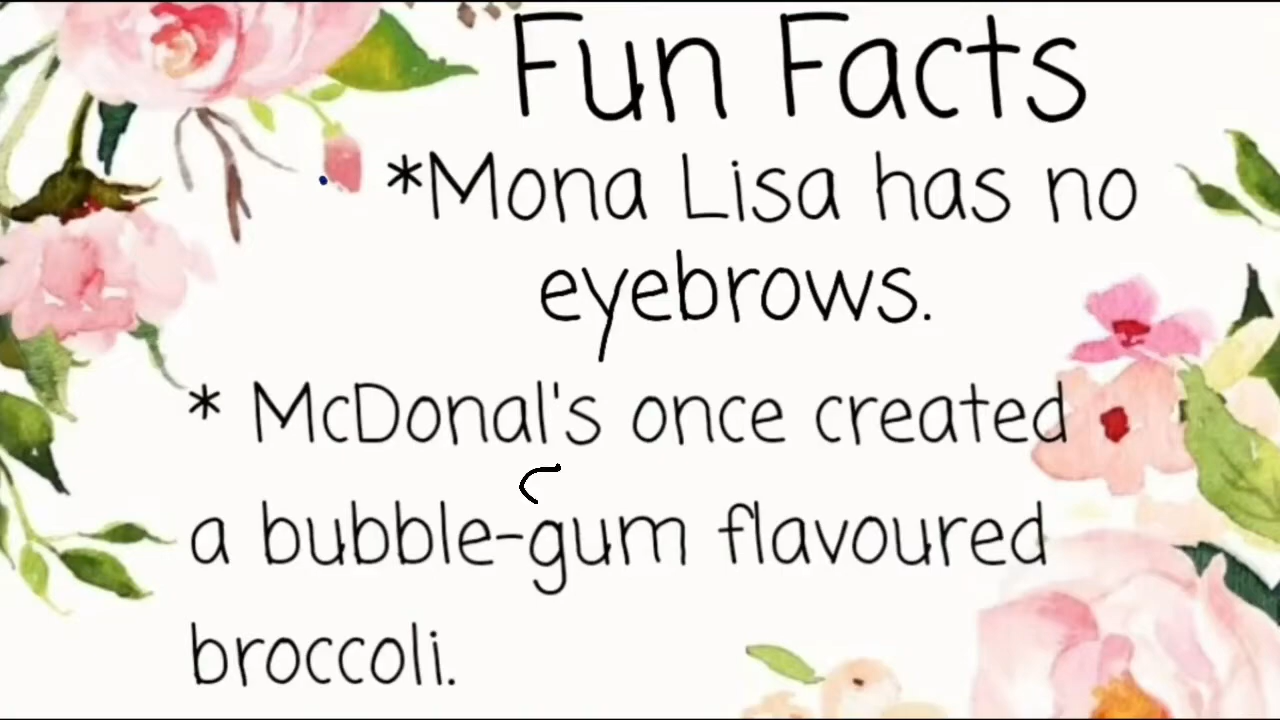 Fun Facts
*Mona Lisa has no
eyebrows.
* McDonal's once created
a bubble-gum flavoured
broccoli.